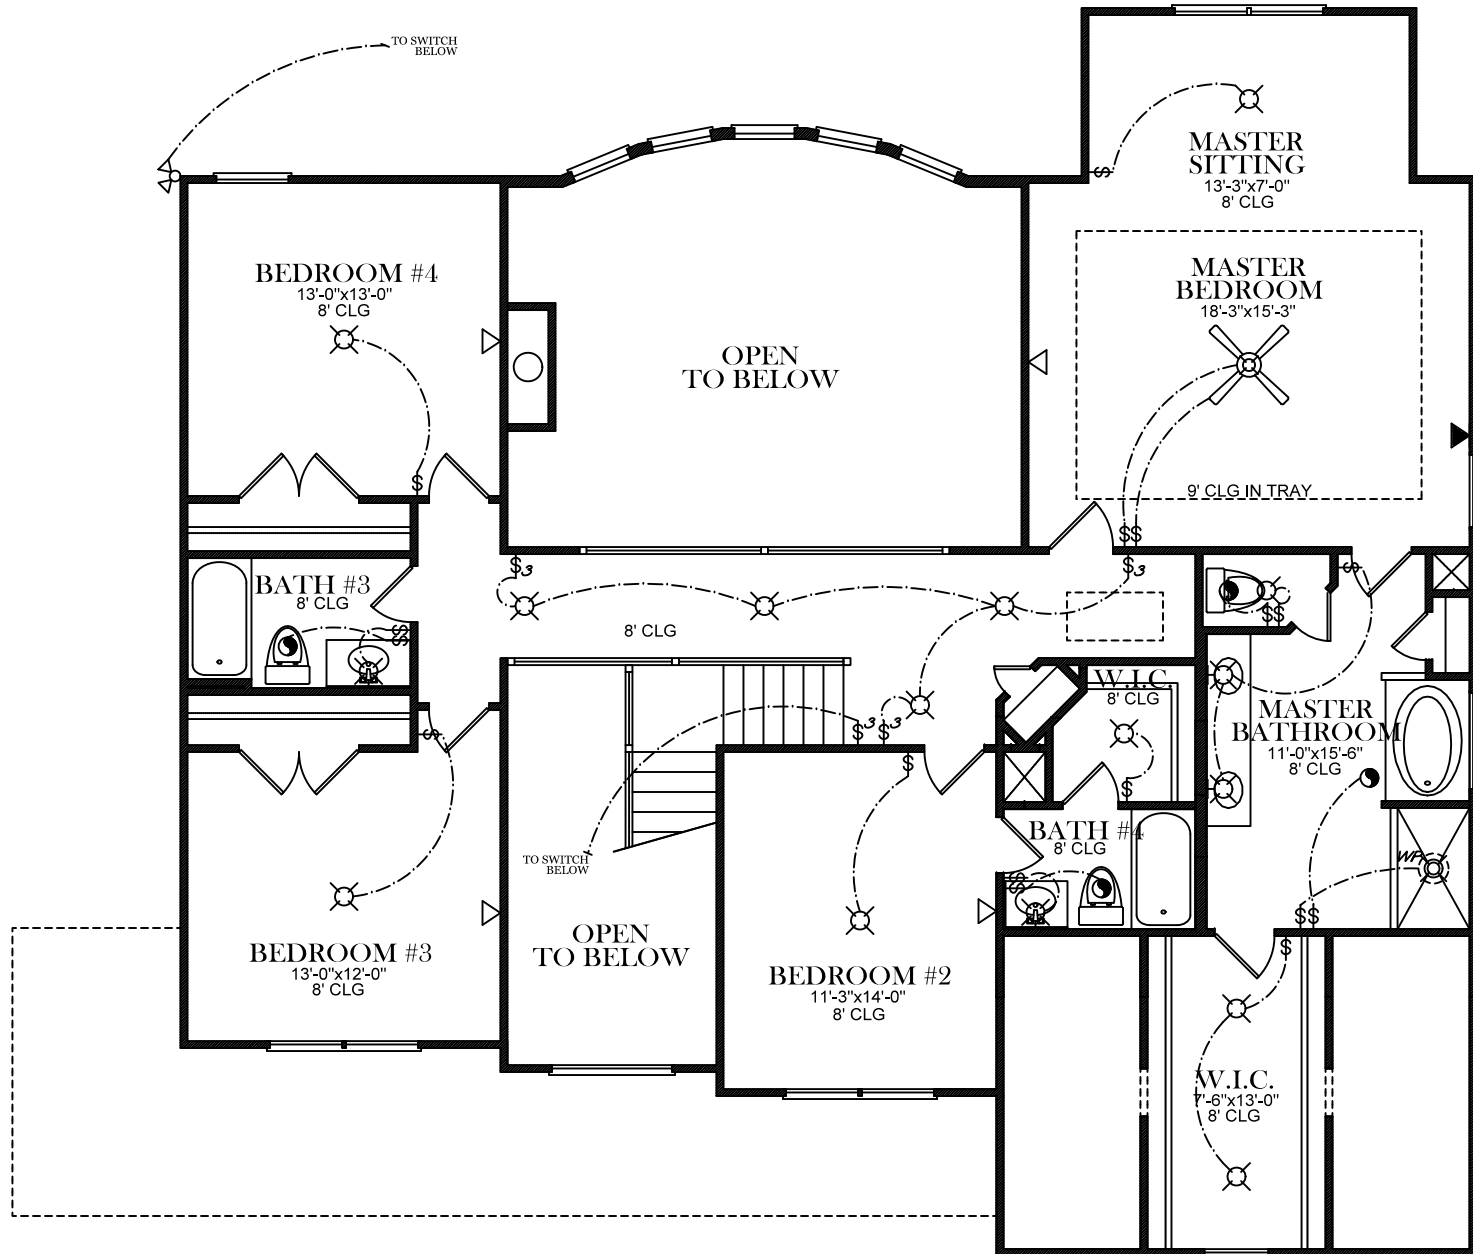 TO SWITCH
BELOW
MASTER
SITTING
13'-3"x7'-0"
8' CLG
BEDROOM #4
13'-0"x13'-0"
8' CLG
MASTER
BEDROOM
18'-3"x15'-3"
OPEN
TO BELOW
9' CLG IN TRAY
$
$
$$
$3
$3
$
BATH #3
8' CLG
$$
8' CLG
$$
W.I.C.
8' CLG
MASTER
BATHROOM
11'-0"x15'-6"
8' CLG
$
$3
$3
$
$
TO SWITCH
BELOW
BATH #4
8' CLG
WP
$$
$$
$
BEDROOM #3
13'-0"x12'-0"
8' CLG
OPEN
TO BELOW
BEDROOM #2
11'-3"x14'-0"
8' CLG
W.I.C.
7'-6"x13'-0"
8' CLG